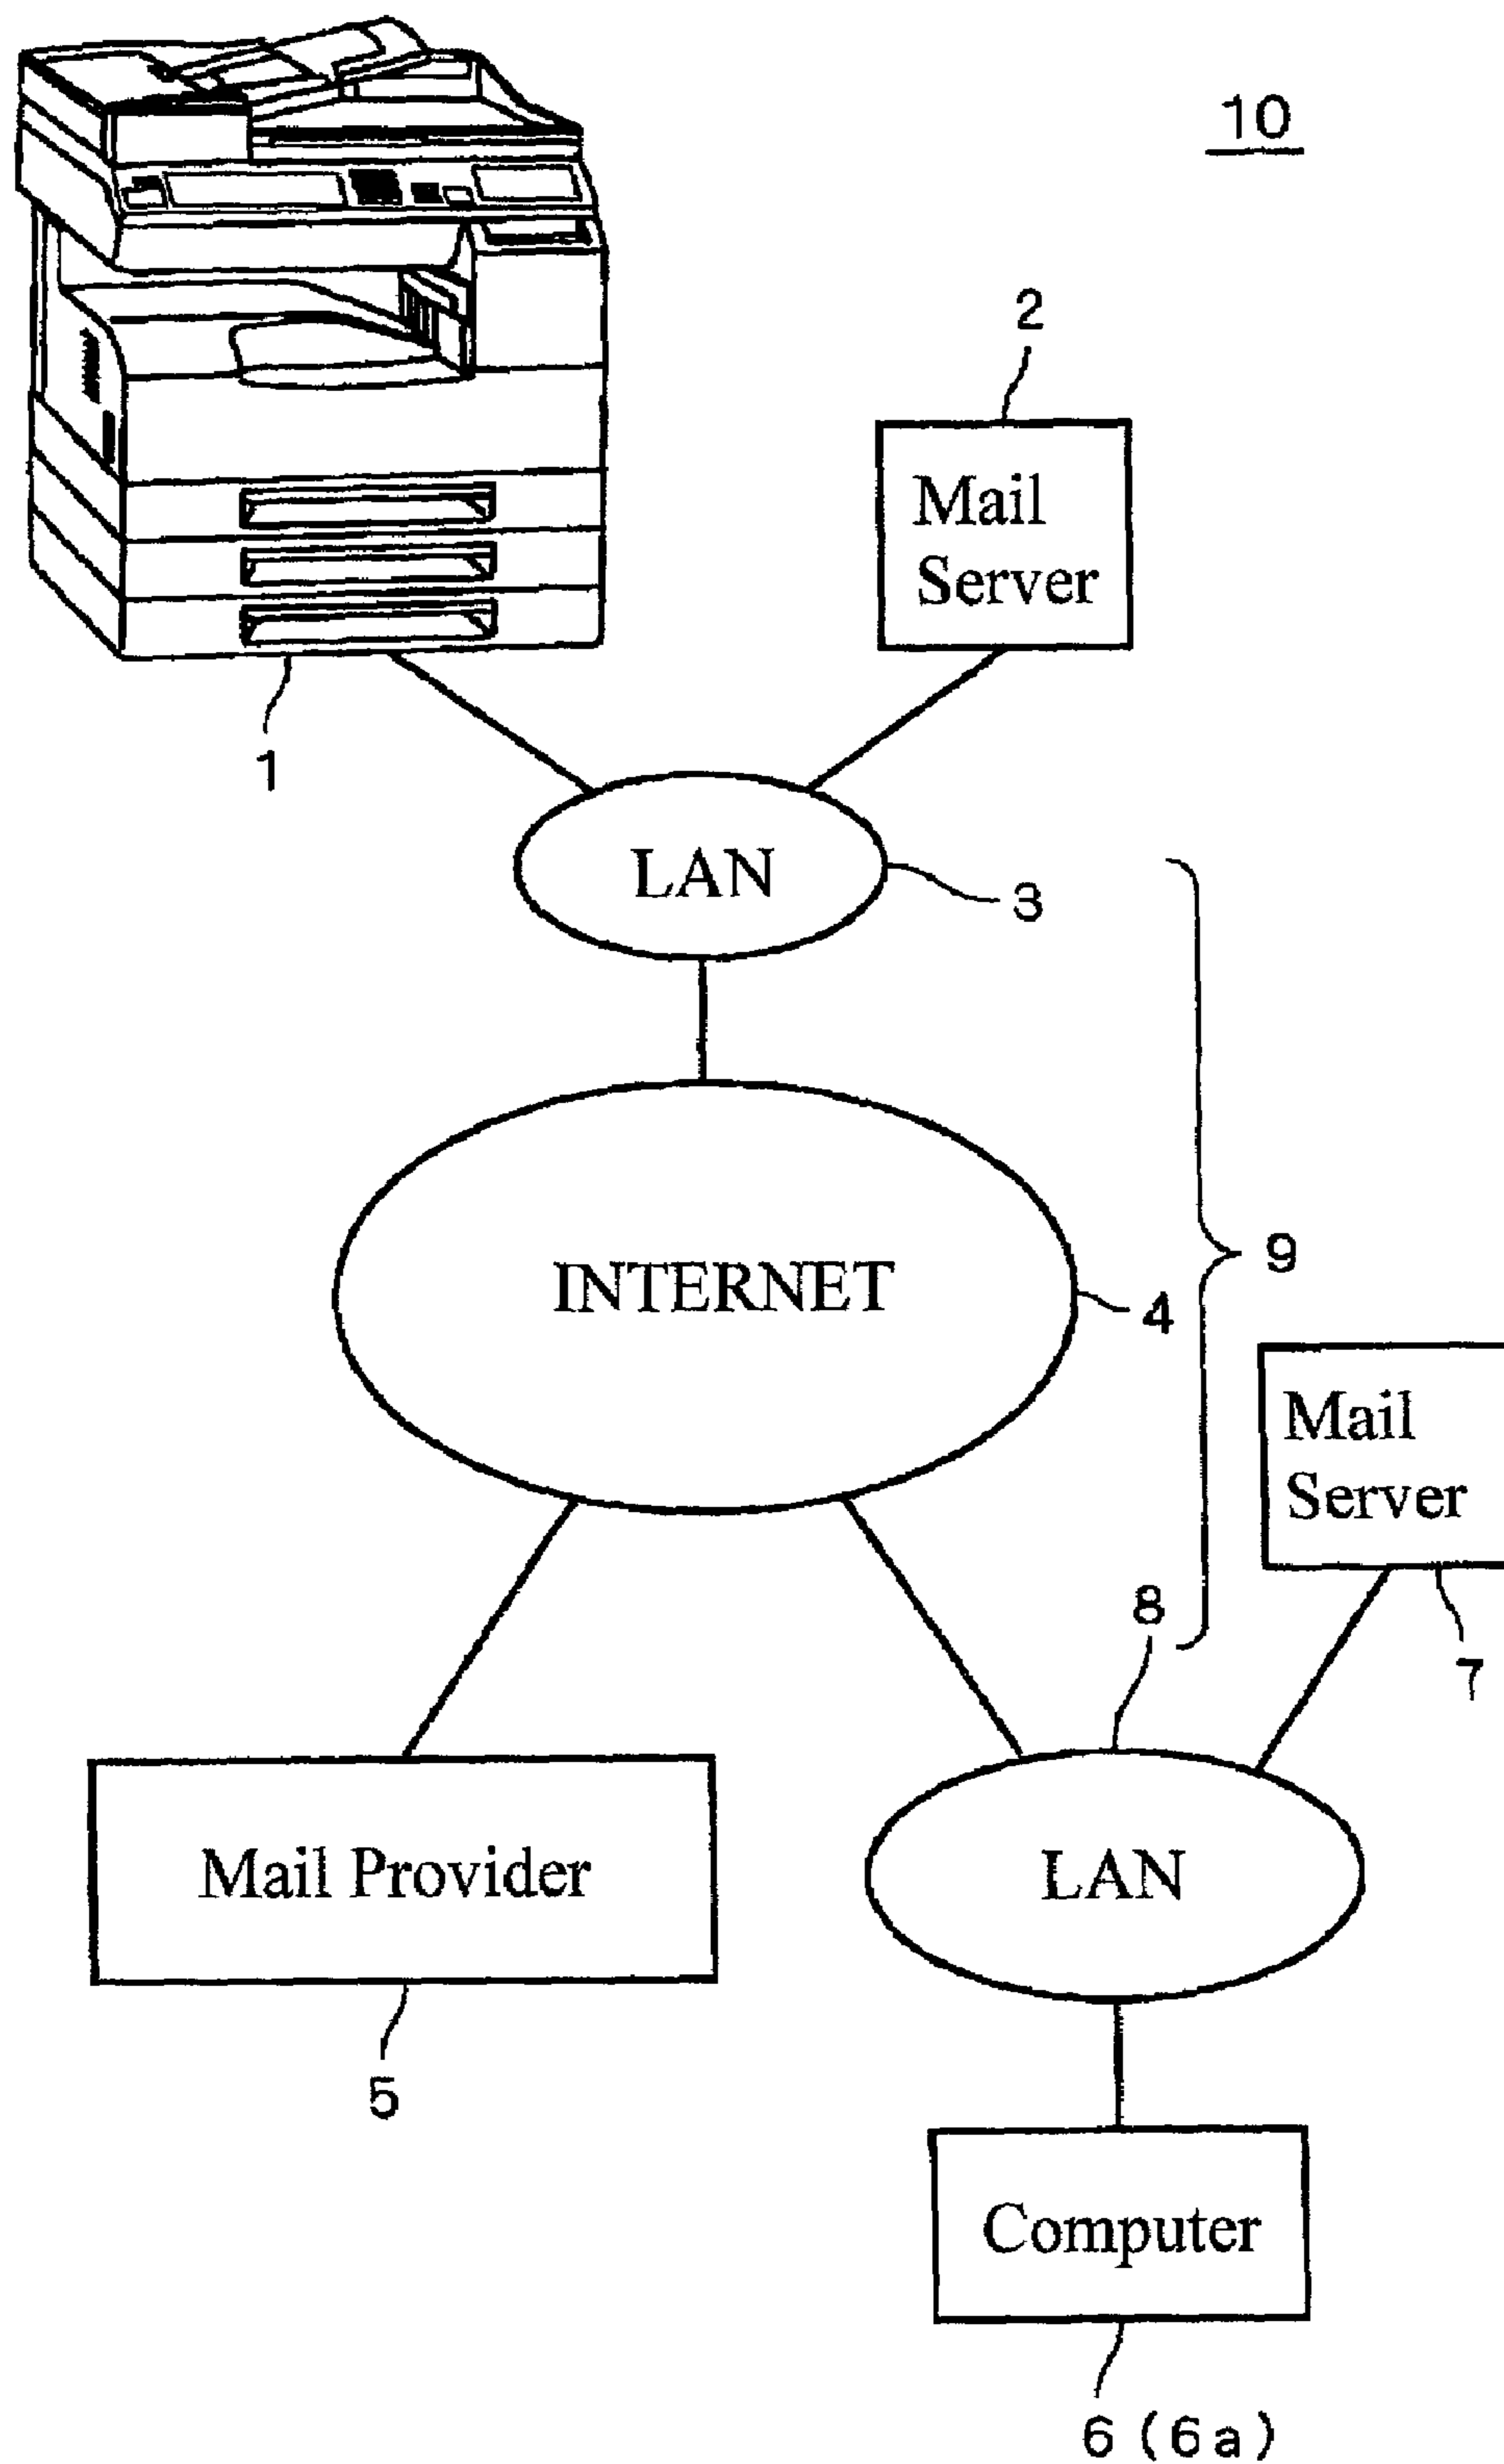 10
2
Mail
Server
1
LAN
3
INTERNET
9
4
Mail
Server
8
7
Mail Provider
LAN
5
Computer
6 (6a)